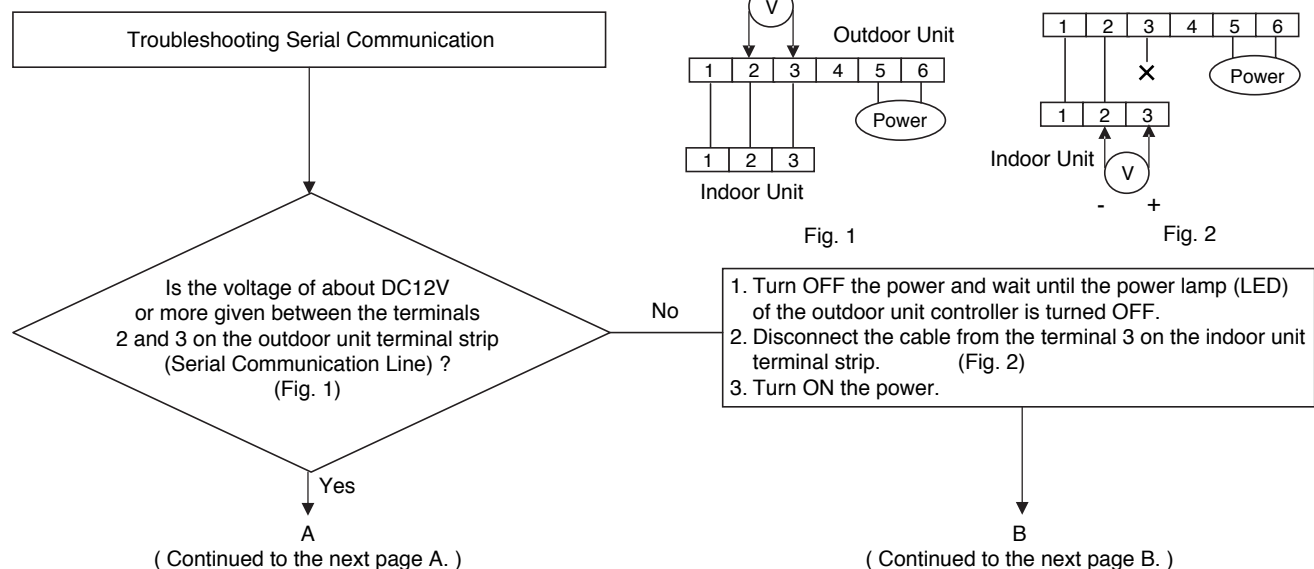 Troubleshooting Serial Communication
V
Outdoor Unit
1 2 3 4 5 6
Power
1 2 3
Indoor Unit
Fig. 1
1 2 3 4 5 6
×
Power
1 2 3
Indoor Unit
V
- +
Fig. 2
Is the voltage of about DC12V
or more given between the terminals
2 and 3 on the outdoor unit terminal strip
(Serial Communication Line) ?
(Fig. 1)
No
1. Turn OFF the power and wait until the power lamp (LED)
of the outdoor unit controller is turned OFF.
2. Disconnect the cable from the terminal 3 on the indoor unit
terminal strip. (Fig. 2)
3. Turn ON the power.
Yes
A
( Continued to the next page A. )
B
( Continued to the next page B. )